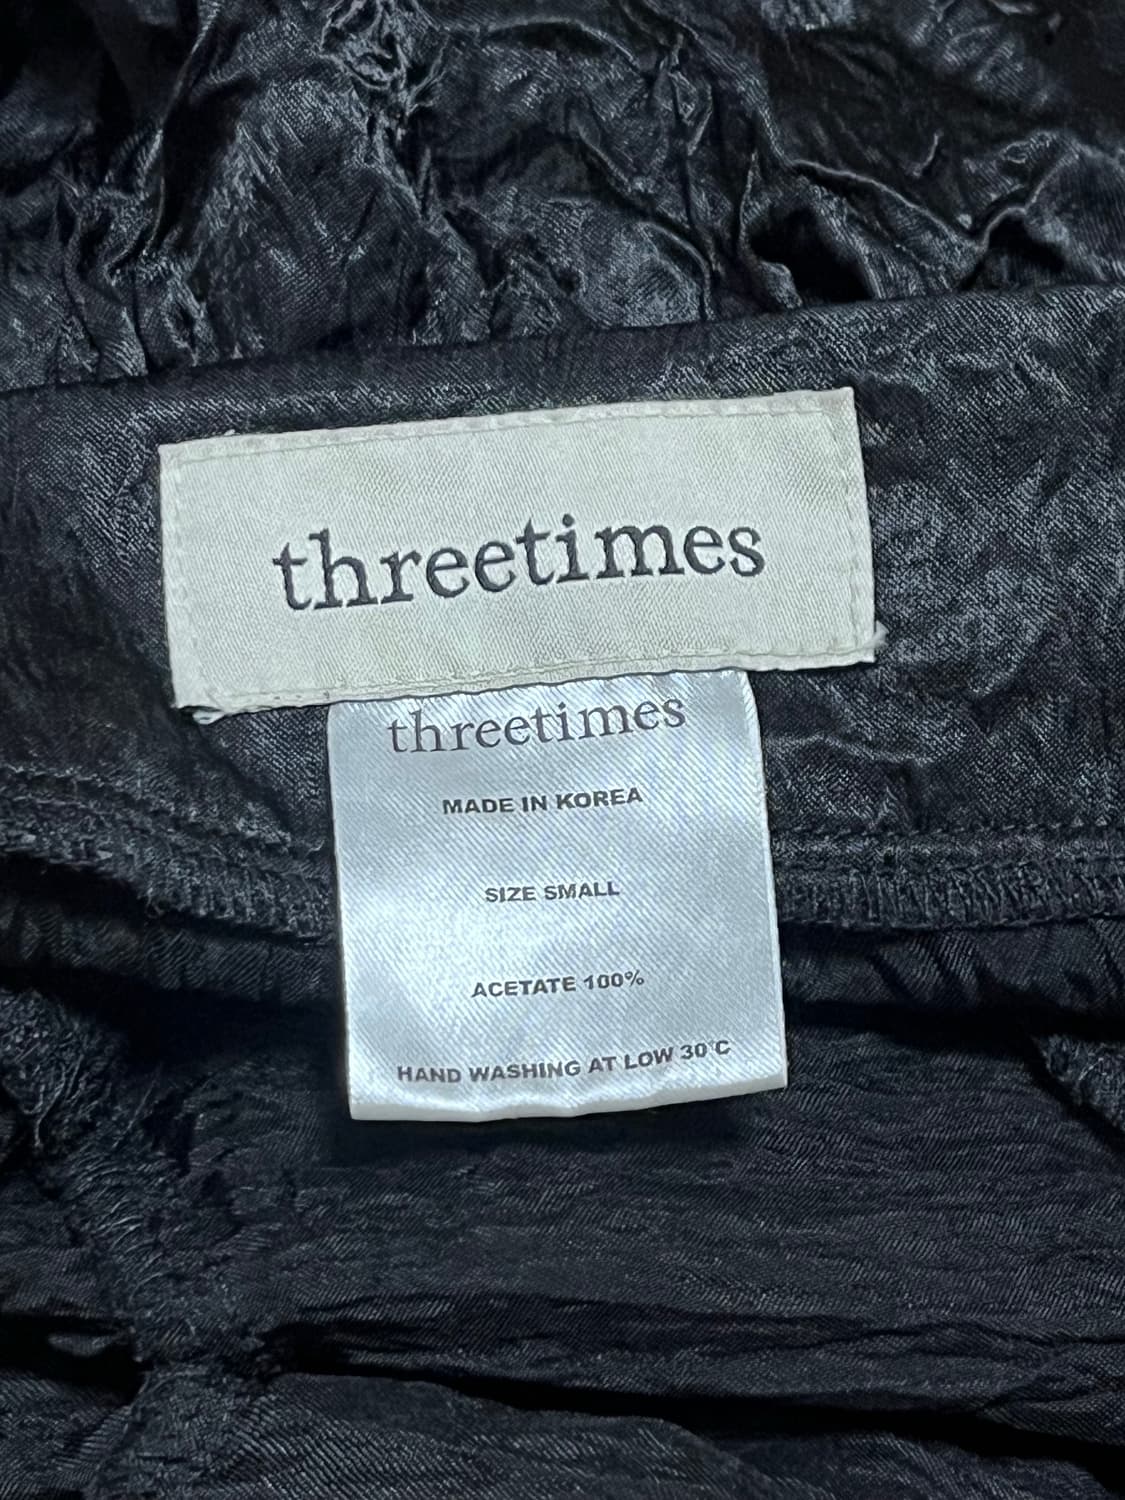 threetimes
threetimes
MADE IN KOREA
SIZE SMALL
ACETATE 100%
HAND WASHING AT LOW 30°C